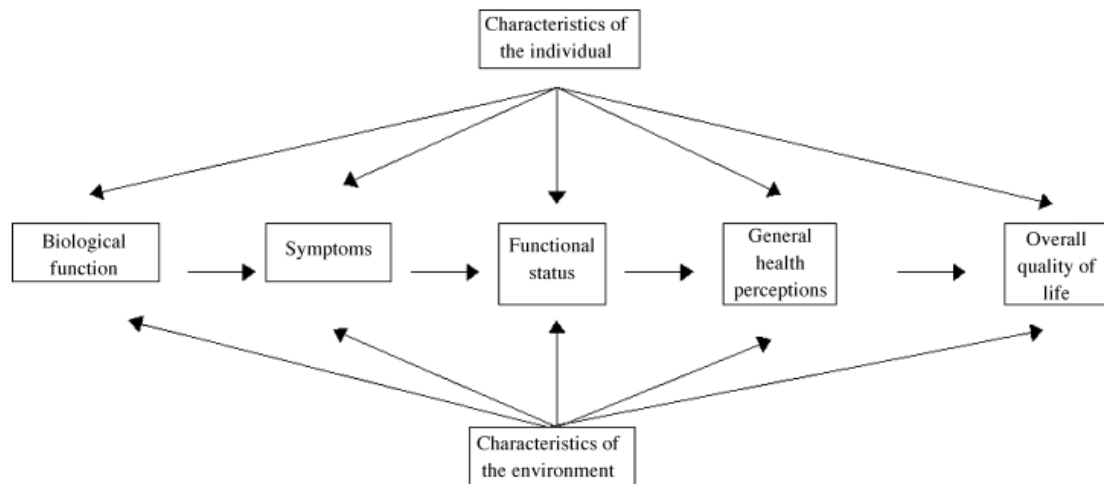 Characteristics of
the individual
Biological
function
Symptoms
Functional
status
General
health
perceptions
Overall
quality of
life
Characteristics of
the environment